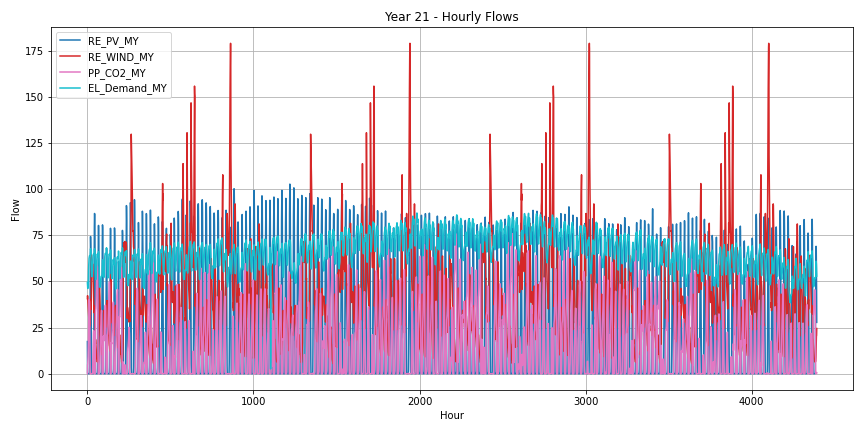 Year 21 - Hourly Flows
RE_PV_MY
RE_WIND_MY
PP_CO2_MY
EL_Demand_MY
175
150
125
100
75
50
25
0
Flow
0 1000 2000 3000 4000
Hour